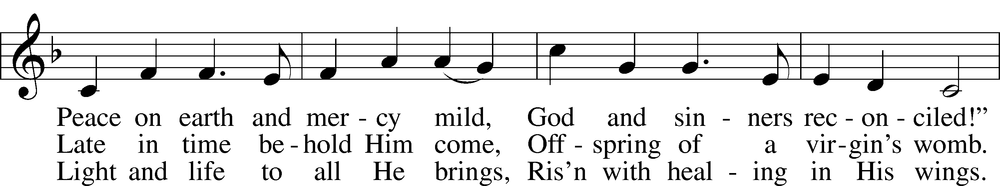 Peace on earth and mer - cy mild, God and sin - ners rec - on - ciled!”
Late in time be - hold Him come, Off - spring of a vir - gin’s womb.
Light and life to all He brings, Ris’n with heal - ing in His wings.